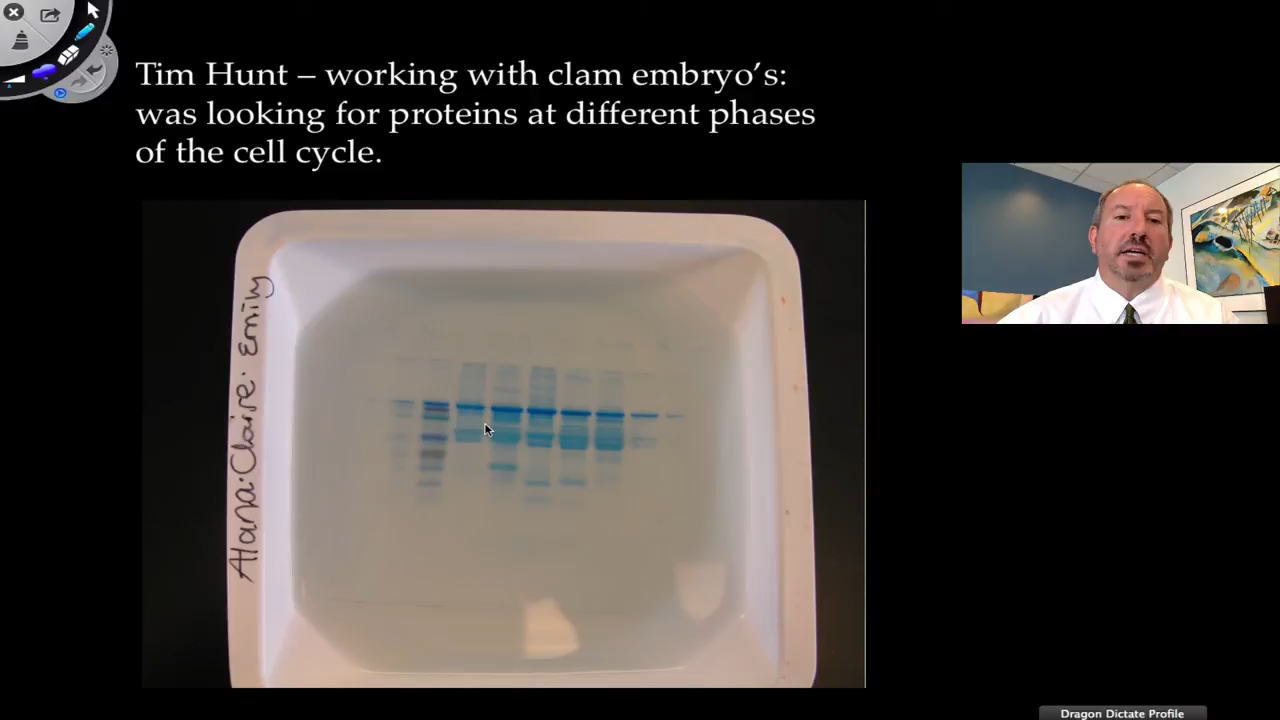 Tim Hunt – working with clam embryo’s:
was looking for proteins at different phases
of the cell cycle.
Alana·Claire· Emily
Dragon Dictate Profile